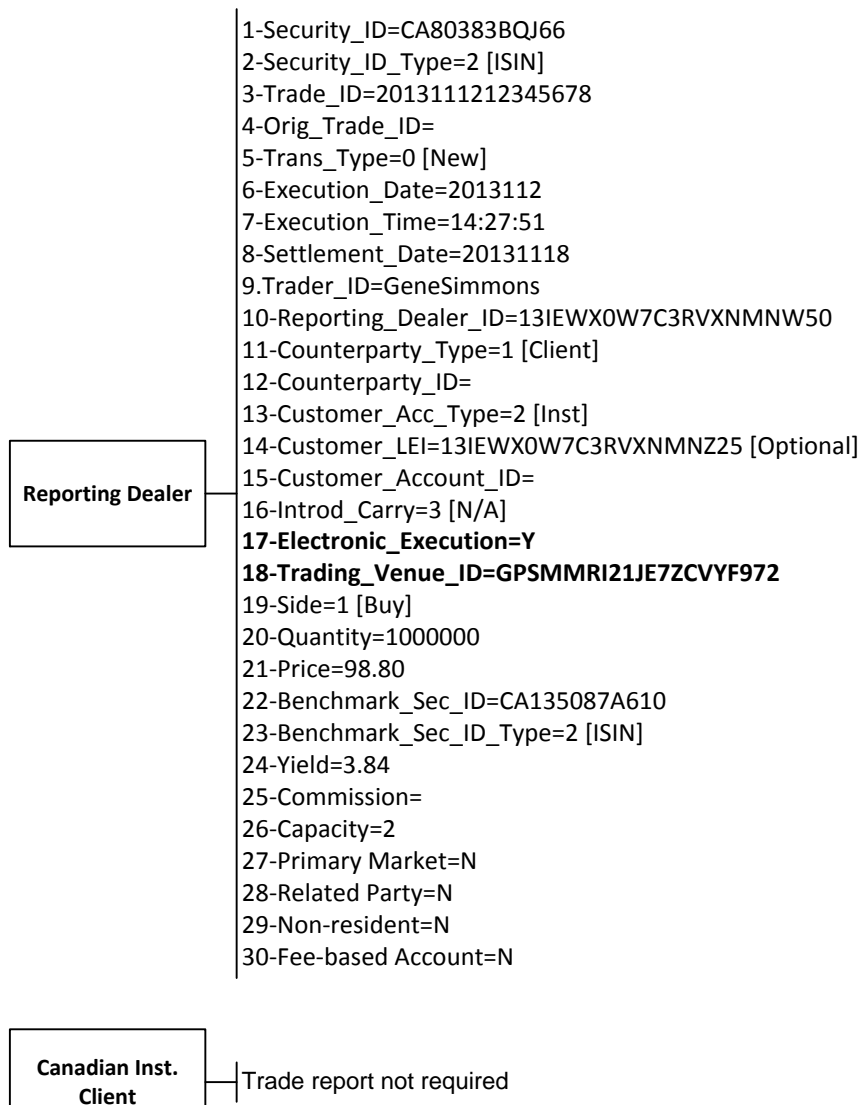 1-Security_ID=CA80383BQJ66
2-Security_ID_Type=2 [ISIN]
3-Trade_ID=2013111212345678
4-Orig_Trade_ID=
5-Trans_Type=0 [New]
6-Execution_Date=2013112
7-Execution_Time=14:27:51
8-Settlement_Date=20131118
9.Trader_ID=GeneSimmons
10-Reporting_Dealer_ID=13IEWX0W7C3RVXNMNW50
11-Counterparty_Type=1 [Client]
12-Counterparty_ID=
13-Customer_Acc_Type=2 [Inst]
14-Customer_LEI=13IEWX0W7C3RVXNMNZ25 [Optional]
15-Customer_Account_ID=
16-Introd_Carry=3 [N/A]
17-Electronic_Execution=Y
18-Trading_Venue_ID=GPSMMRI21JE7ZCVYF972
19-Side=1 [Buy]
20-Quantity=1000000
21-Price=98.80
22-Benchmark_Sec_ID=CA135087A610
23-Benchmark_Sec_ID_Type=2 [ISIN]
24-Yield=3.84
25-Commission=
26-Capacity=2
27-Primary Market=N
28-Related Party=N
29-Non-resident=N
30-Fee-based Account=N
Reporting Dealer
Canadian Inst.
Client
Trade report not required